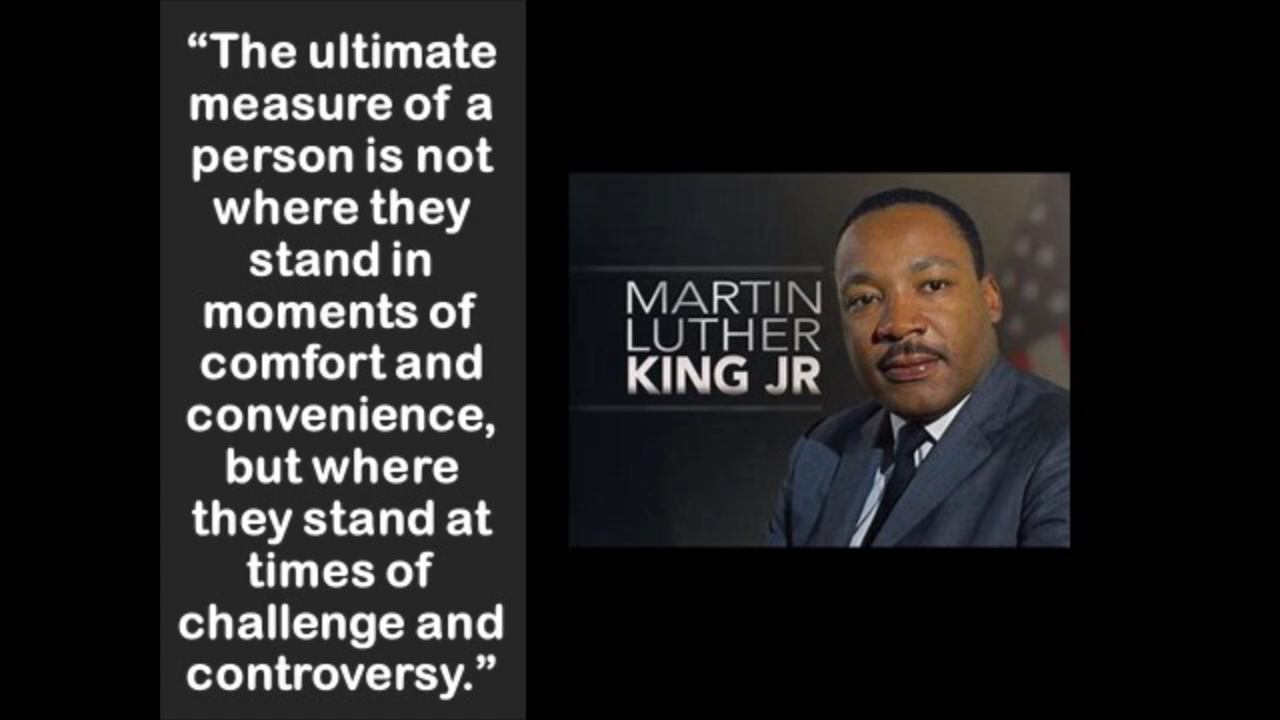 “The ultimate
measure of a
person is not
where they
stand in
moments of
comfort and
convenience,
but where
they stand at
times of
challenge and
controversy.”
MARTIN
LUTHER
KING JR